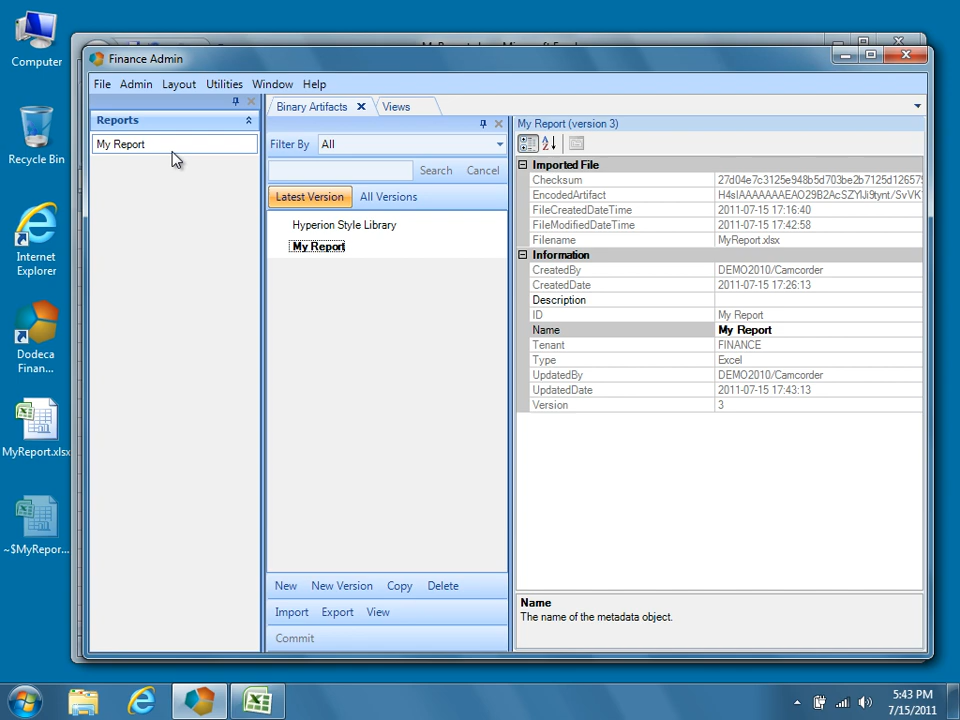 Computer
Recycle Bin
Internet
Explorer
Dodeca
Finan...
MyReport.xlsx
~$MyRepor...
Finance Admin
File Admin Layout Utilities Window Help
Reports
My Report
Binary Artifacts
Views
Filter By All
Search Cancel
Latest Version All Versions
Hyperion Style Library
My Report
New New Version Copy Delete
Import Export View
Commit
My Report (version 3)
Imported File
Checksum 27d04e7c3125e948b5d703be2b7125d12657
EncodedArtifact
FileCreatedDateTime 2011-07-15 17:16:40
FileModifiedDateTime 2011-07-15 17:42:58
Filename MyReport.xlsx
Information
CreatedBy DEMO2010/Camcorder
CreatedDate 2011-07-15 17:26:13
Description
ID My Report
Name My Report
Tenant FINANCE
Type Excel
UpdatedBy DEMO2010/Camcorder
UpdatedDate 2011-07-15 17:43:13
Version 3
Name
The name of the metadata object.
5:43 PM
7/15/2011